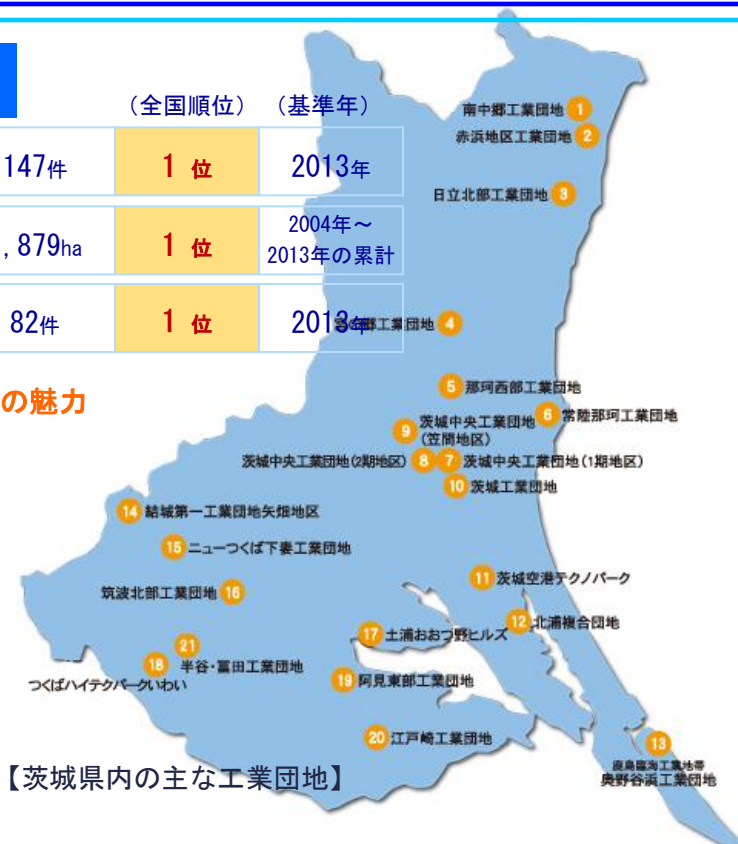 （全国順位） （基準年）
147件 1 位 2013年
, 879ha 1 位 2004年～
2013年の累計
82件 1 位 2013年
の魅力
南中郷工業団地 1
赤浜地区工業団地 2
日立北部工業団地 3
郷工業団地 4
5 那珂西部工業団地
6 常陸那珂工業団地
9 茨城中央工業団地
(笠間地区)
茨城中央工業団地(2期地区) 8 7 茨城中央工業団地(1期地区)
10 茨城工業団地
14 結城第一工業団地矢畑地区
15 ニューつくば下妻工業団地
11 茨城空港テクノパーク
筑波北部工業団地 16
12 北浦複合団地
17 土浦おおつ野ヒルズ
21
半谷・冨田工業団地
18
つくばハイテクパークいわい
19 阿見東部工業団地
20 江戸崎工業団地
13
鹿島臨海工業地帯
奥野谷浜工業団地
【茨城県内の主な工業団地】